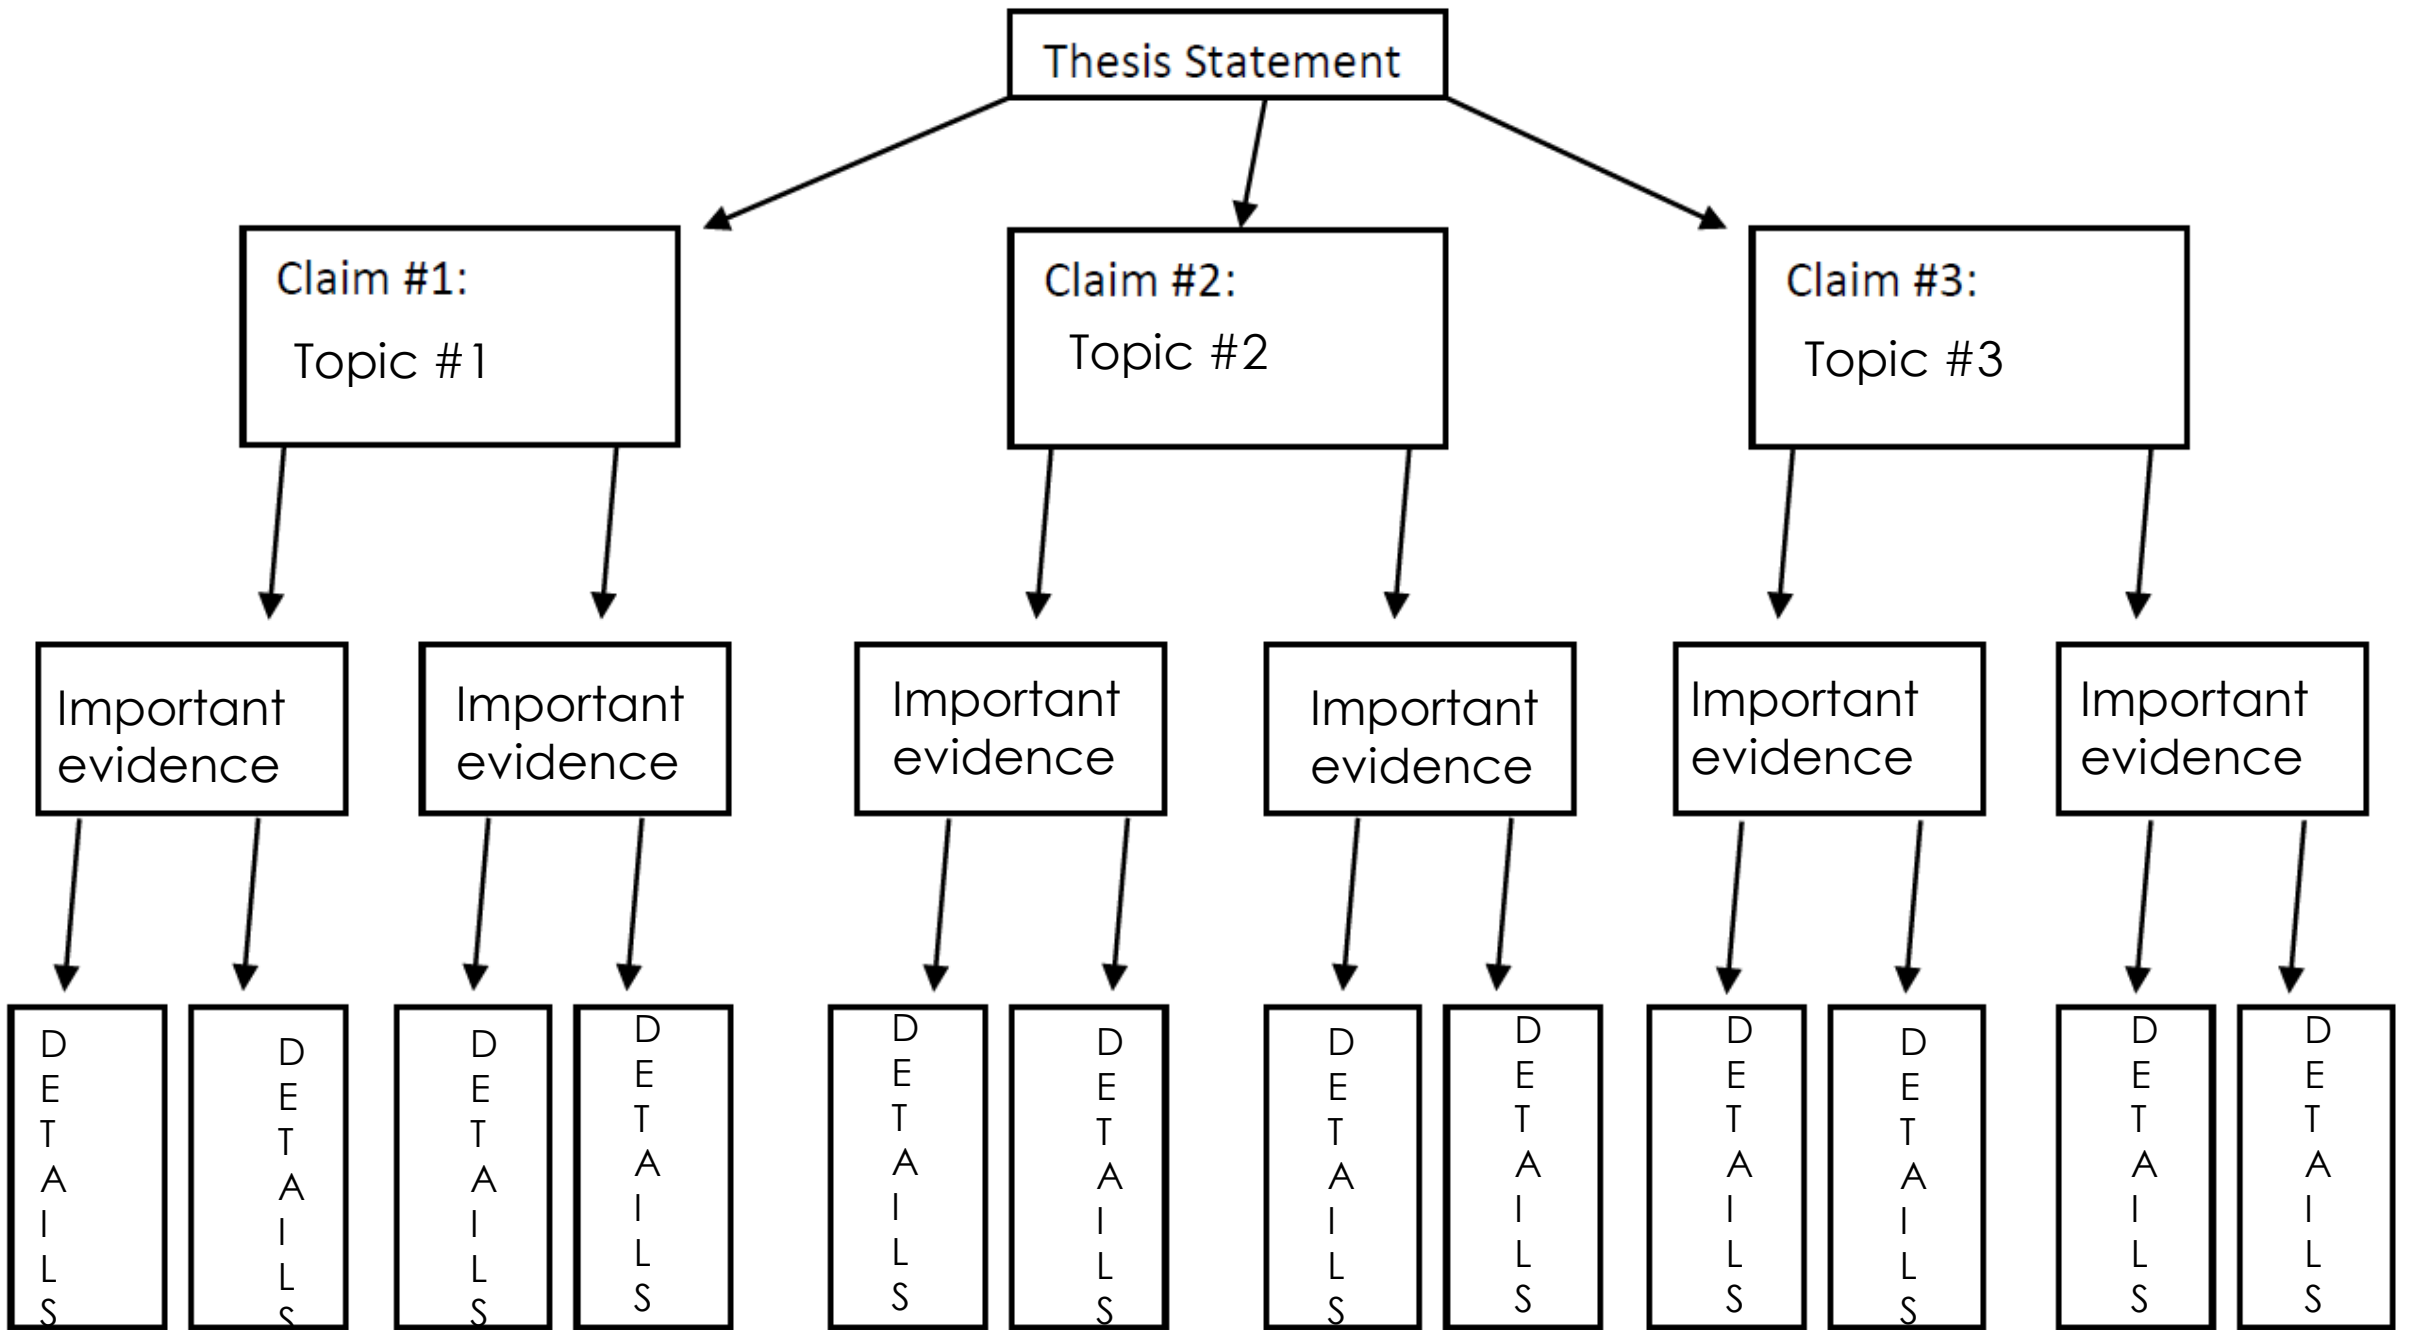 Thesis Statement
Claim #1:
Topic #1
Claim #2:
Topic #2
Claim #3:
Topic #3
Important
evidence
Important
evidence
Important
evidence
Important
evidence
Important
evidence
Important
evidence
DETAILS
DETAILS
DETAILS
DETAILS
DETAILS
DETAILS
DETAILS
DETAILS
DETAILS
DETAILS
DETAILS
DETAILS